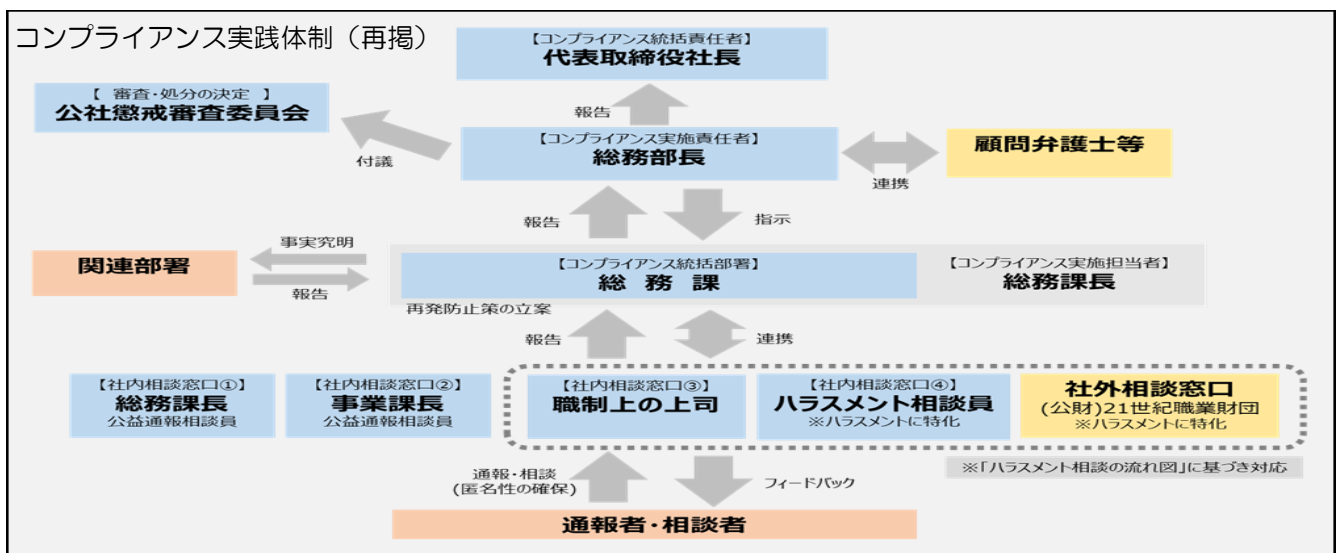 コンプライアンス実践体制（再掲）
【コンプライアンス統括責任者】
代表取締役社長
【 審査・処分の決定 】
公社懲戒審査委員会
報告
付議
【コンプライアンス実施責任者】
総務部長
連携
顧問弁護士等
報告
指示
関連部署
事実究明
報告
【コンプライアンス統括部署】
総 務 課
【コンプライアンス実施担当者】
総務課長
再発防止策の立案
報告
連携
【社内相談窓口①】
総務課長
公益通報相談員
【社内相談窓口②】
事業課長
公益通報相談員
【社内相談窓口③】
職制上の上司
【社内相談窓口④】
ハラスメント相談員
※ハラスメントに特化
社外相談窓口
(公財)21世紀職業財団
※ハラスメントに特化
通報・相談
(匿名性の確保)
フィードバック
※「ハラスメント相談の流れ図」に基づき対応
通報者・相談者